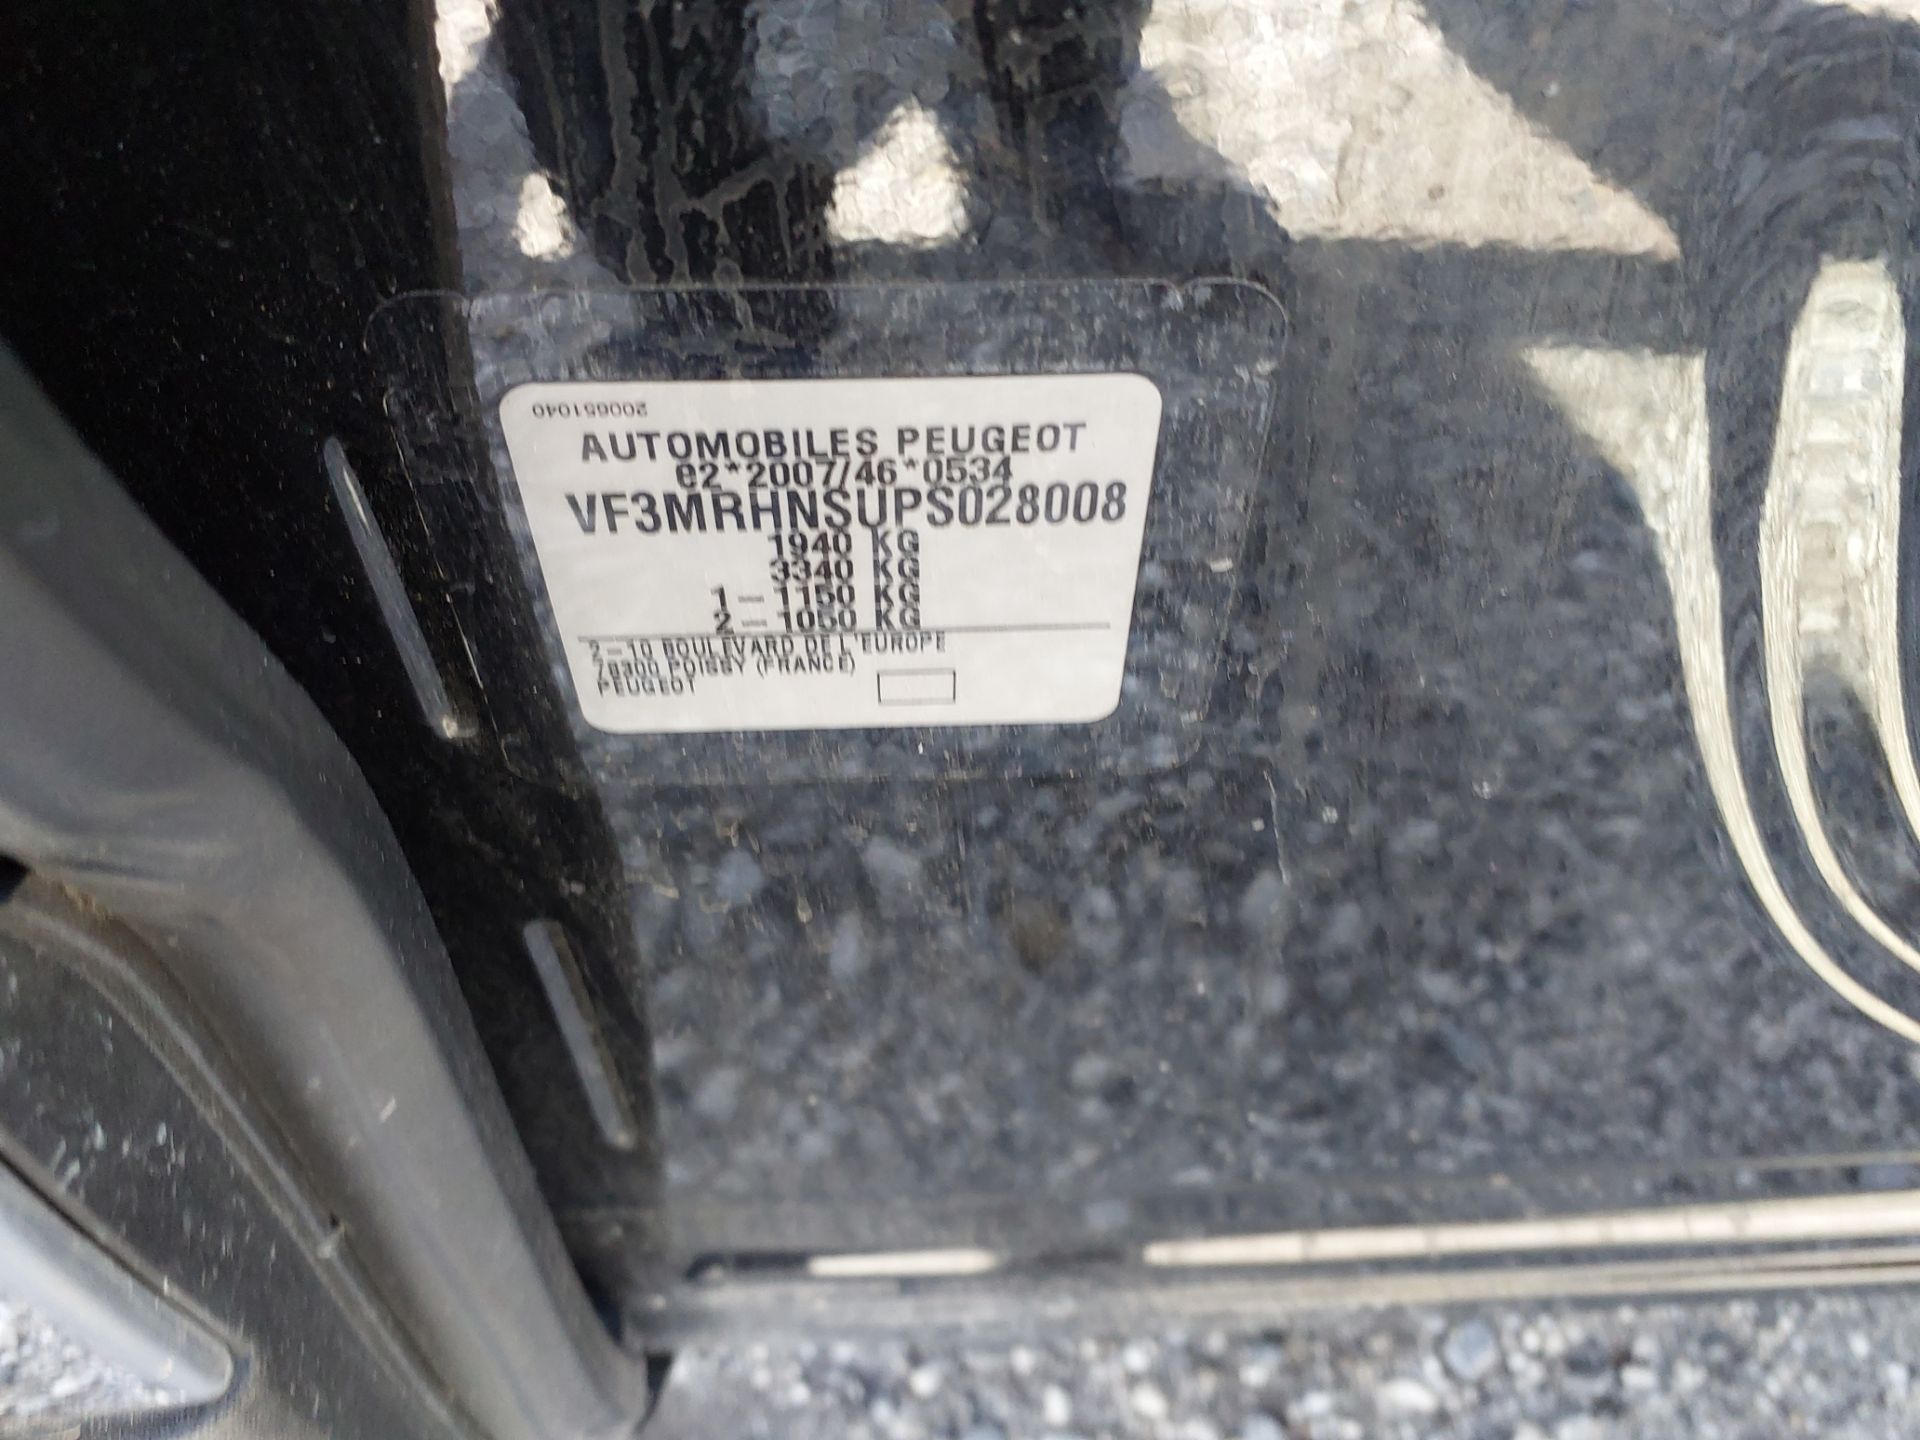 200651040
AUTOMOBILES PEUGEOT
e2*2007/46*0534
VF3MRHNSUPS028008
1940 KG
3340 KG
1 - 1150 KG
2 - 1050 KG
2 - 10 BOULEVARD DE L'EUROPE
78300 POISSY (FRANCE)
PEUGEOT